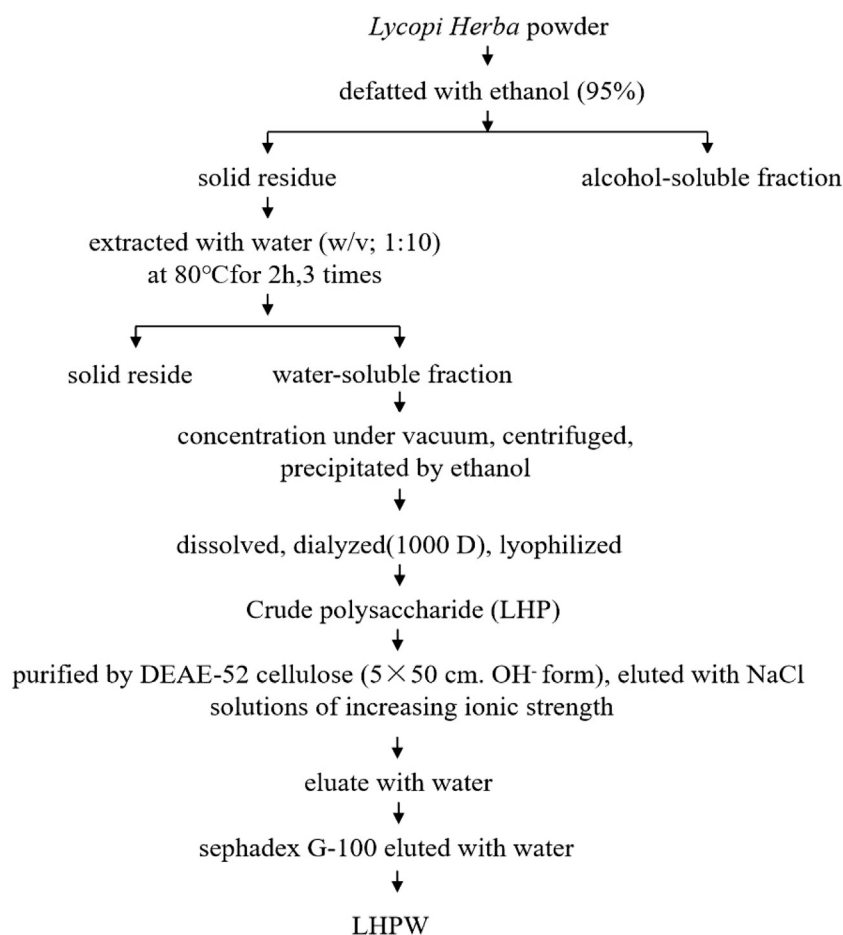 Lycopi Herba powder
defatted with ethanol (95%)
solid residue
alcohol-soluble fraction
extracted with water (w/v; 1:10)
at 80℃for 2h,3 times
solid reside
water-soluble fraction
concentration under vacuum, centrifuged,
precipitated by ethanol
dissolved, dialyzed(1000 D), lyophilized
Crude polysaccharide (LHP)
purified by DEAE-52 cellulose (5×50 cm. OH⁻ form), eluted with NaCl
solutions of increasing ionic strength
eluate with water
sephadex G-100 eluted with water
LHPW